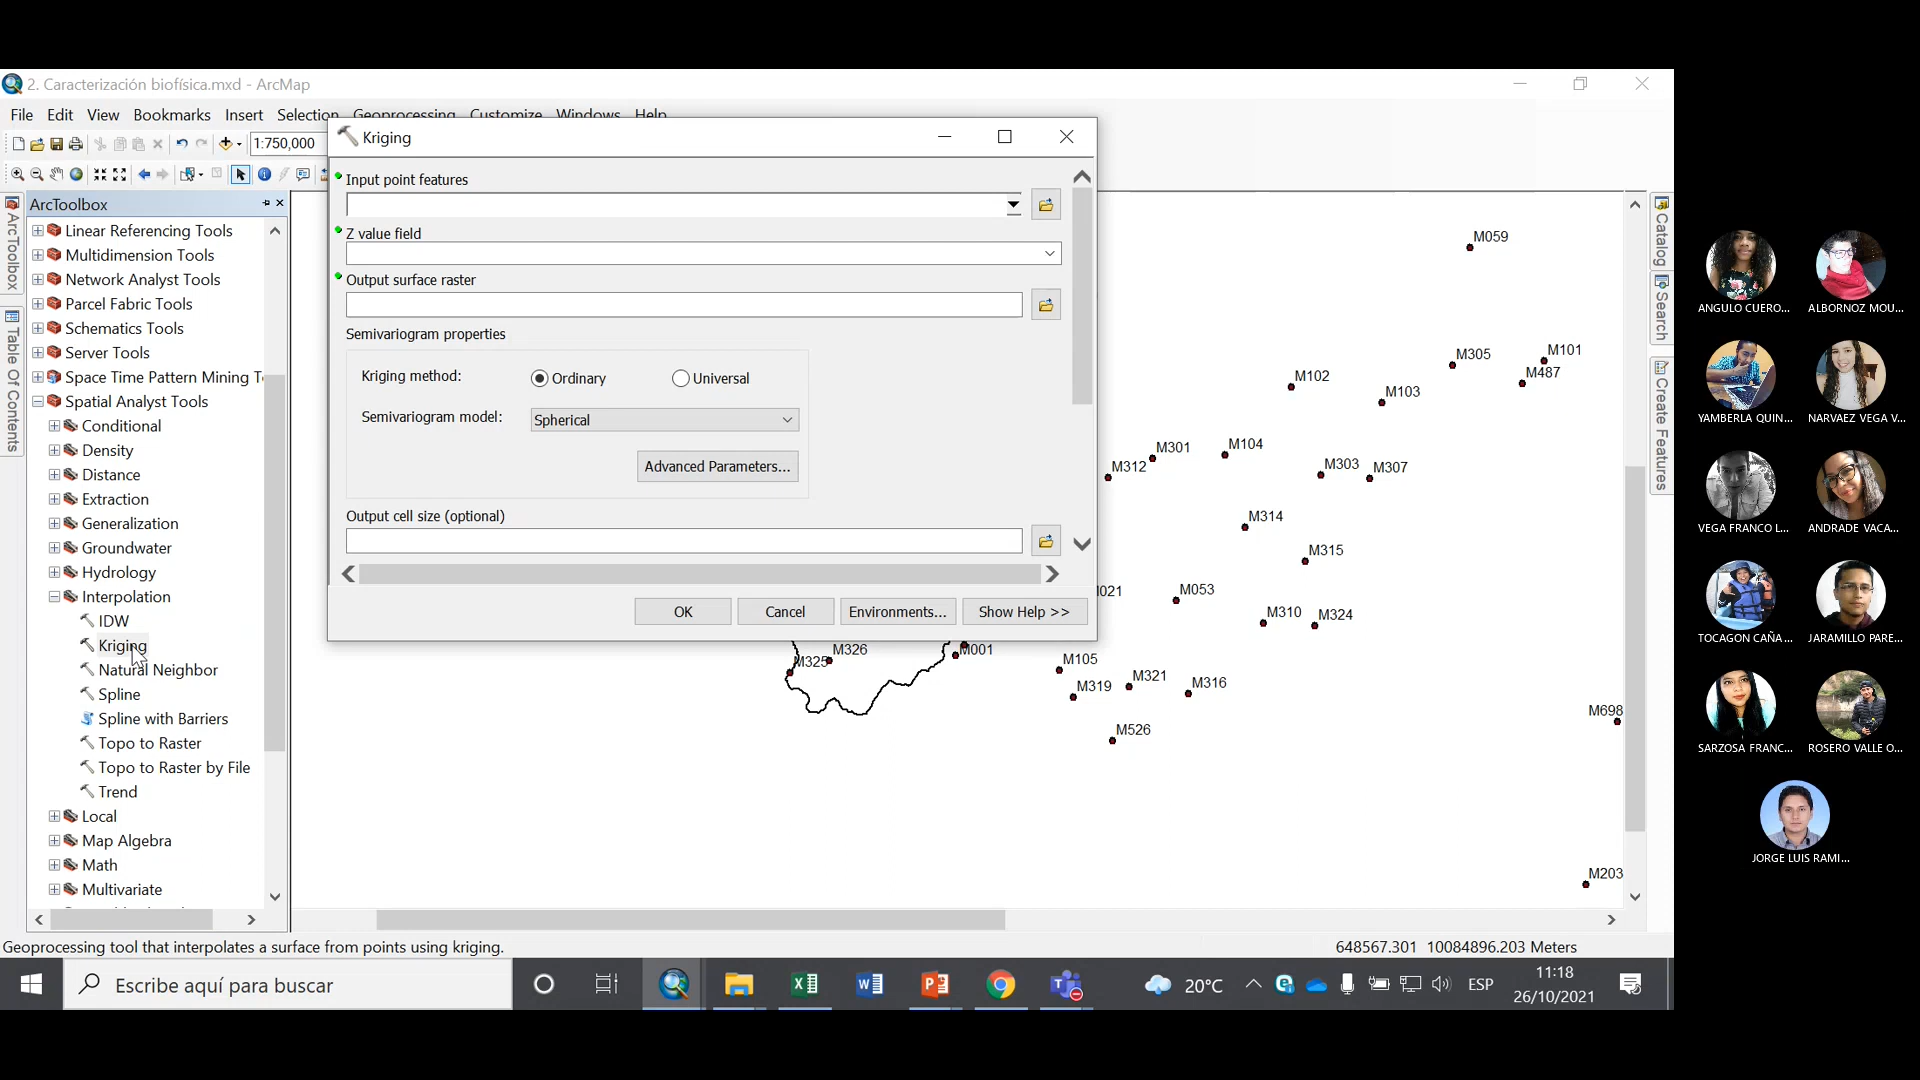 2. Caracterización biofísica.mxd - ArcMap
File Edit View Bookmarks Insert Selection Geoprocessing Customize Windows Help
1:750,000
Kriging
Input point features
Z value field
Output surface raster
Semivariogram properties
Kriging method: Ordinary Universal
Semivariogram model: Spherical
Advanced Parameters...
Output cell size (optional)
OK Cancel Environments... Show Help >>
ArcToolbox
ArcToolbox
Table Of Contents
Linear Referencing Tools
Multidimension Tools
Network Analyst Tools
Parcel Fabric Tools
Schematics Tools
Server Tools
Space Time Pattern Mining T
Spatial Analyst Tools
Conditional
Density
Distance
Extraction
Generalization
Groundwater
Hydrology
Interpolation
IDW
Kriging
Natural Neighbor
Spline
Spline with Barriers
Topo to Raster
Topo to Raster by File
Trend
Local
Map Algebra
Math
Multivariate
M059
M305
M101
M487
M102
M103
M301
M104
M312
M303
M307
M314
M315
021
M053
M310
M324
M326
M325
M001
M105
M321
M319
M316
M526
M698
M203
Catalog
Search
Create Features
Geoprocessing tool that interpolates a surface from points using kriging.
648567.301 10084896.203 Meters
Escribe aquí para buscar
20°C
ESP
11:18
26/10/2021
ANGULO CUERO... ALBORNOZ MOU...
YAMBERLA QUIN... NARVAEZ VEGA V...
VEGA FRANCO L... ANDRADE VACA...
TOCAGON CAÑA... JARAMILLO PARE...
SARZOSA FRANC... ROSERO VALLE O...
JORGE LUIS RAMI...